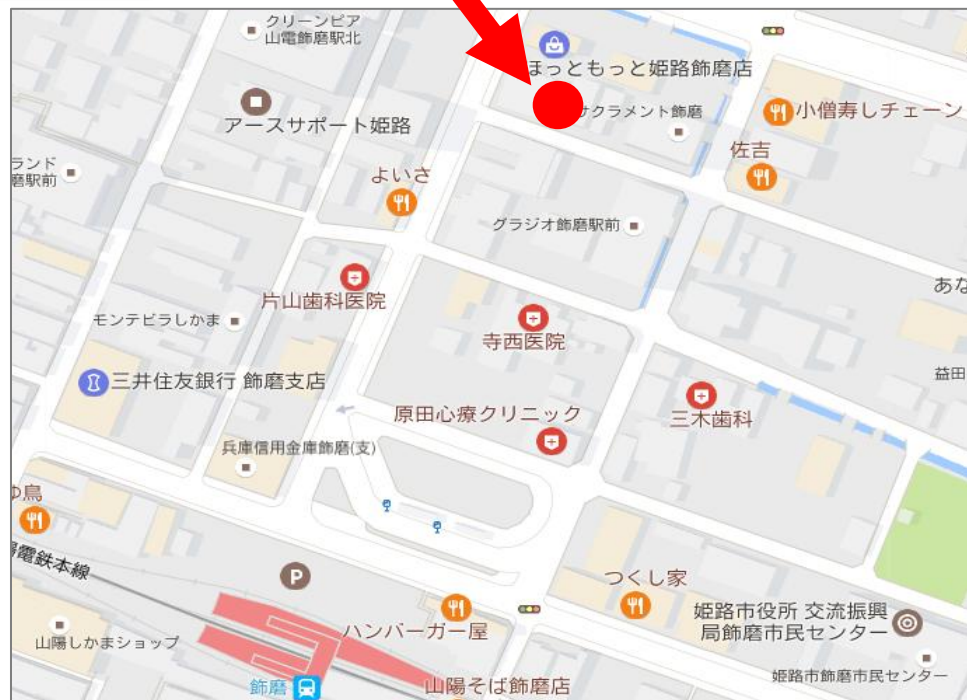 クリーンピア
山電飾磨駅北
ほっともっと姫路飾磨店
アースサポート姫路
サクラメント飾磨
小僧寿しチェーン
佐吉
ランド
磨駅前
よいさ
グラジオ飾磨駅前
片山歯科医院
あな
モンテビラしかま
寺西医院
三井住友銀行 飾磨支店
益田
原田心療クリニック
三木歯科
兵庫信用金庫飾磨(支)
ゆ鳥
陽電鉄本線
P
つくし家
姫路市役所 交流振興
局飾磨市民センター
ハンバーガー屋
山陽しかまショップ
姫路市飾磨市民センター
飾磨
山陽そば飾磨店